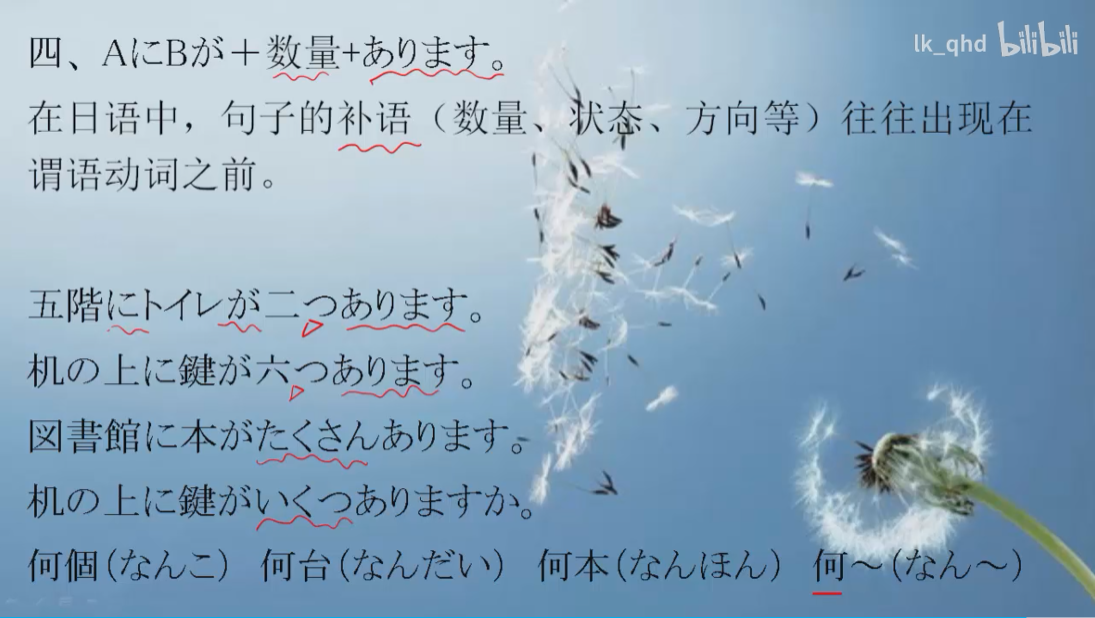 lk_qhd bilibili
四、AにBが＋数量+あります。
在日语中，句子的补语（数量、状态、方向等）往往出现在
谓语动词之前。
五階にトイレが二つあります。
机の上に鍵が六つあります。
図書館に本がたくさんあります。
机の上に鍵がいくつありますか。
何個（なんこ） 何台（なんだい） 何本（なんほん） 何～（なん～）